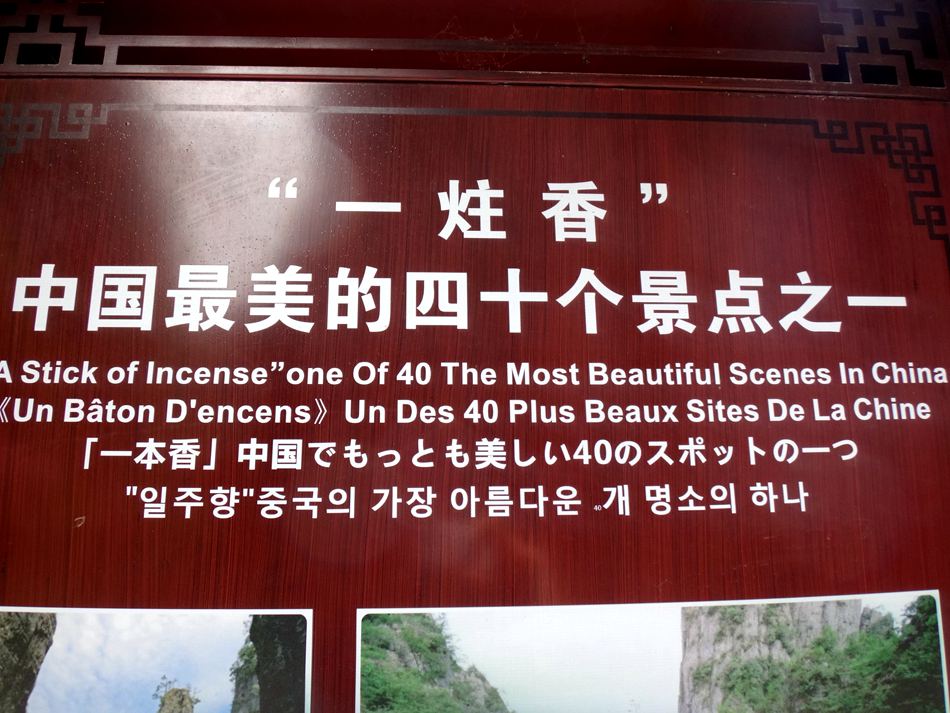 “一炷香”
中国最美的四十个景点之一
A Stick of Incense”one Of 40 The Most Beautiful Scenes In China
《Un Bâton D'encens》Un Des 40 Plus Beaux Sites De La Chine
「一本香」中国でもっとも美しい40のスポットの一つ
"일주향"중국의 가장 아름다운 40개 명소의 하나